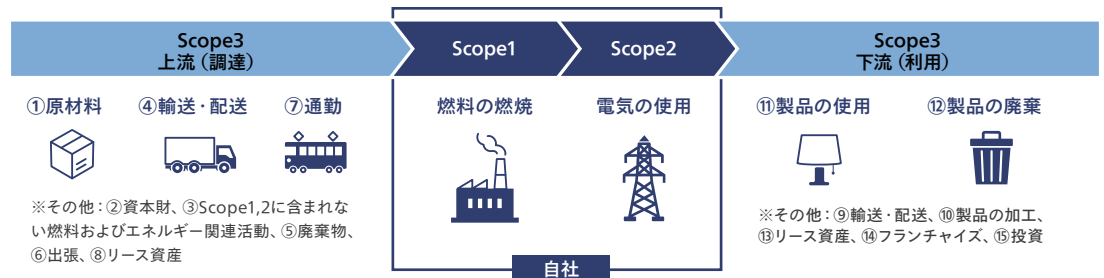 Scope3
上流（調達）
Scope1
Scope2
Scope3
下流（利用）
①原材料
④輸送・配送
⑦通勤
燃料の燃焼
電気の使用
⑪製品の使用
⑫製品の廃棄
※その他：②資本財、③Scope1,2に含まれな
い燃料およびエネルギー関連活動、⑤廃棄物、
⑥出張、⑧リース資産
※その他：⑨輸送・配送、⑩製品の加工、
⑬リース資産、⑭フランチャイズ、⑮投資
自社